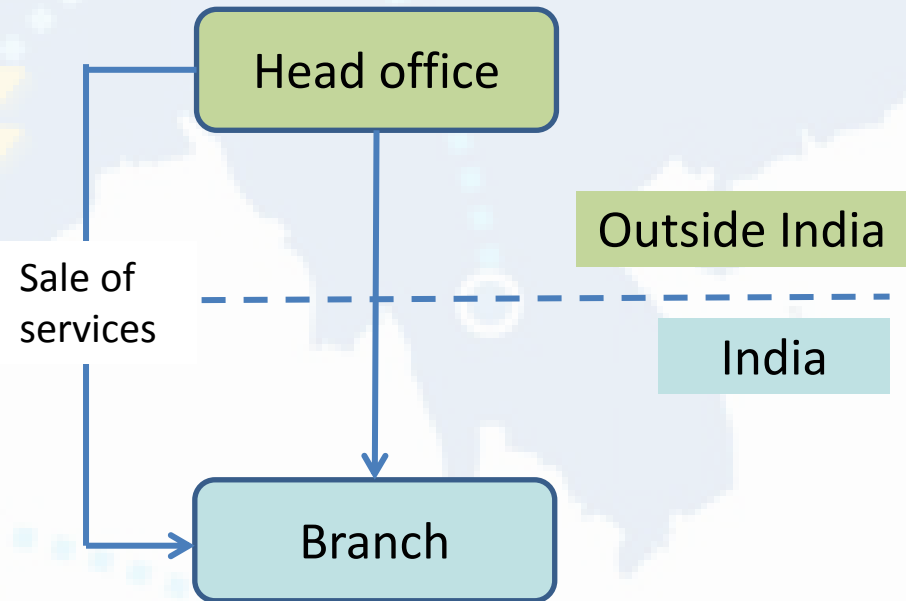 Head office
Outside India
Sale of
services
India
Branch